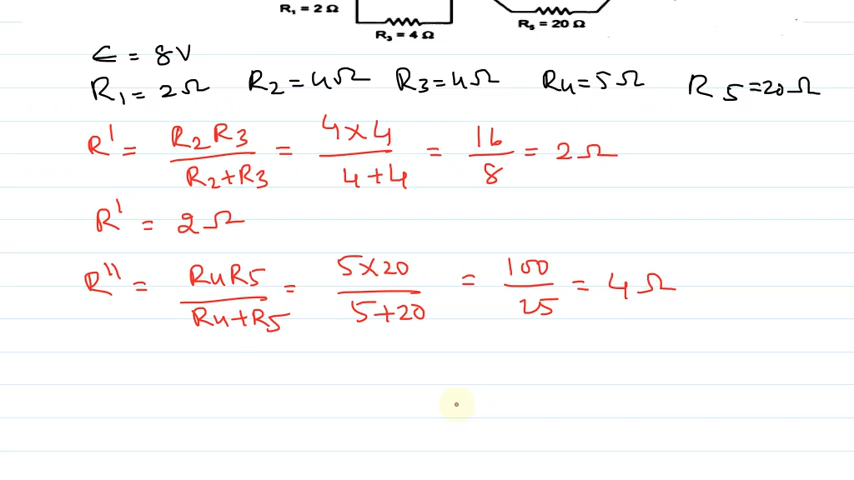 R₁ = 2 Ω
R₃ = 4 Ω
R₅ = 20 Ω
∈ = 8V
R₁ = 2Ω R₂ = 4Ω R₃ = 4Ω R₄ = 5Ω R₅ = 20Ω
R' = R₂R₃ / R₂+R₃ = 4×4 / 4+4 = 16 / 8 = 2Ω
R' = 2Ω
R'' = R₄R₅ / R₄+R₅ = 5×20 / 5+20 = 100 / 25 = 4Ω